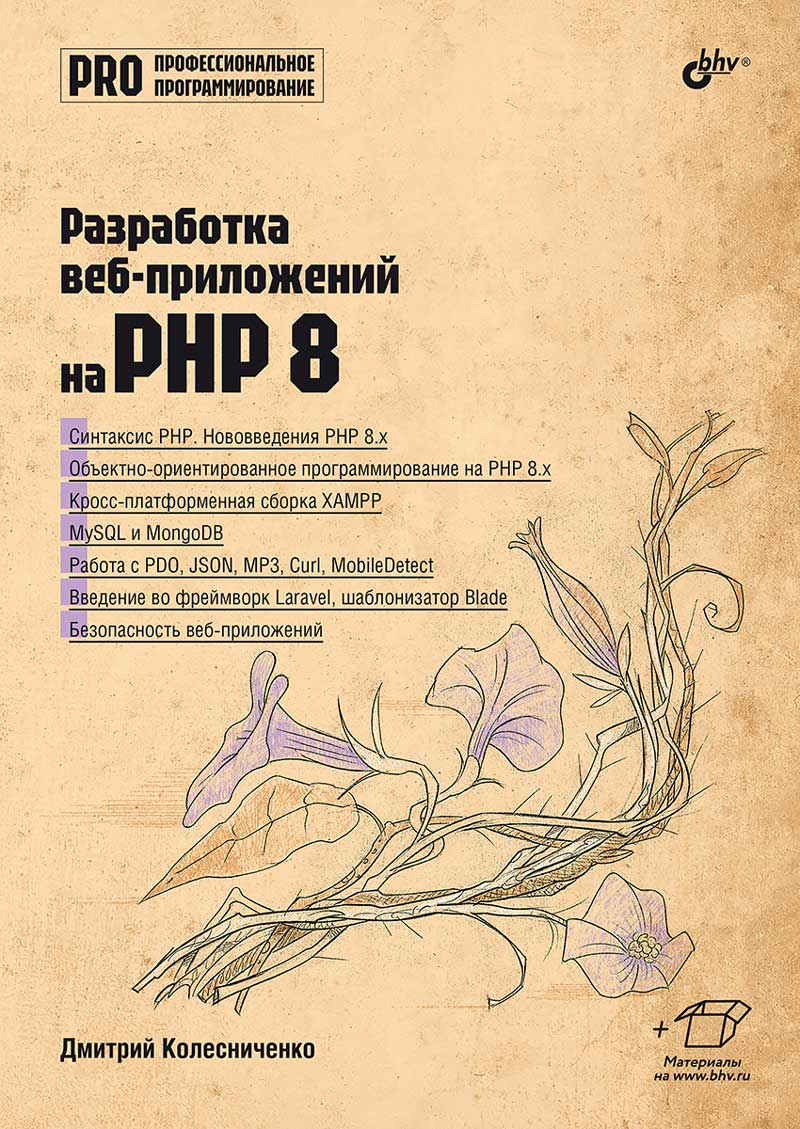 PRO ПРОФЕССИОНАЛЬНОЕ
ПРОГРАММИРОВАНИЕ
bhv®
Разработка
веб-приложений
на PHP 8
Синтаксис PHP. Нововведения PHP 8.x
Объектно-ориентированное программирование на PHP 8.x
Кросс-платформенная сборка XAMPP
MySQL и MongoDB
Работа с PDO, JSON, MP3, Curl, MobileDetect
Введение во фреймворк Laravel, шаблонизатор Blade
Безопасность веб-приложений
Дмитрий Колесниченко
+
Материалы
на www.bhv.ru